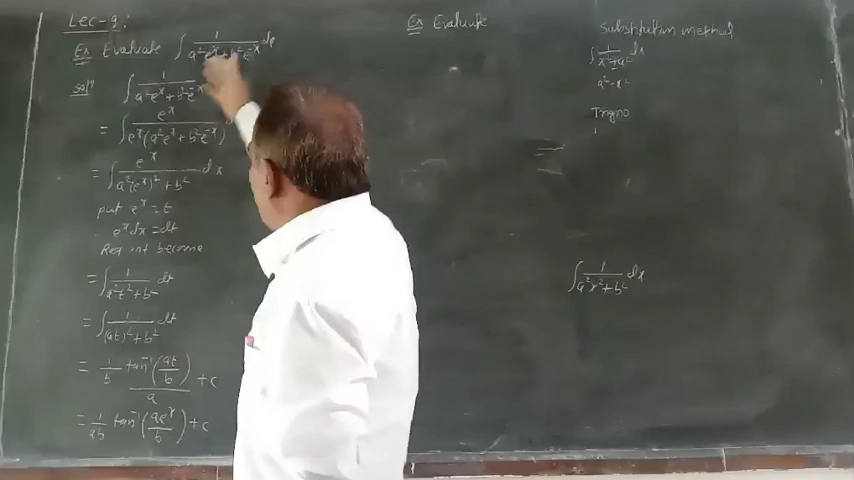 Lec-9:
Ex Evaluate ∫ 1/(a²eˣ+b²e⁻ˣ) dx
solⁿ ∫ 1/(a²eˣ+b²e⁻ˣ)
= ∫ eˣ/(eˣ(a²eˣ+b²e⁻ˣ))
= ∫ eˣ/(a²(eˣ)²+b²) dx
put eˣ = t
eˣdx = dt
Req int become
= ∫ 1/(a²t²+b²) dt
= ∫ 1/((at)²+b²) dt
= 1/b tan⁻¹(at/b)/a + c
= 1/ab tan⁻¹(aeˣ/b) + c
Ex Evaluate
Substitution method
∫ 1/(x²±a²) dx
a²-x²
Trigno
∫ 1/(a²x²+b²) dx